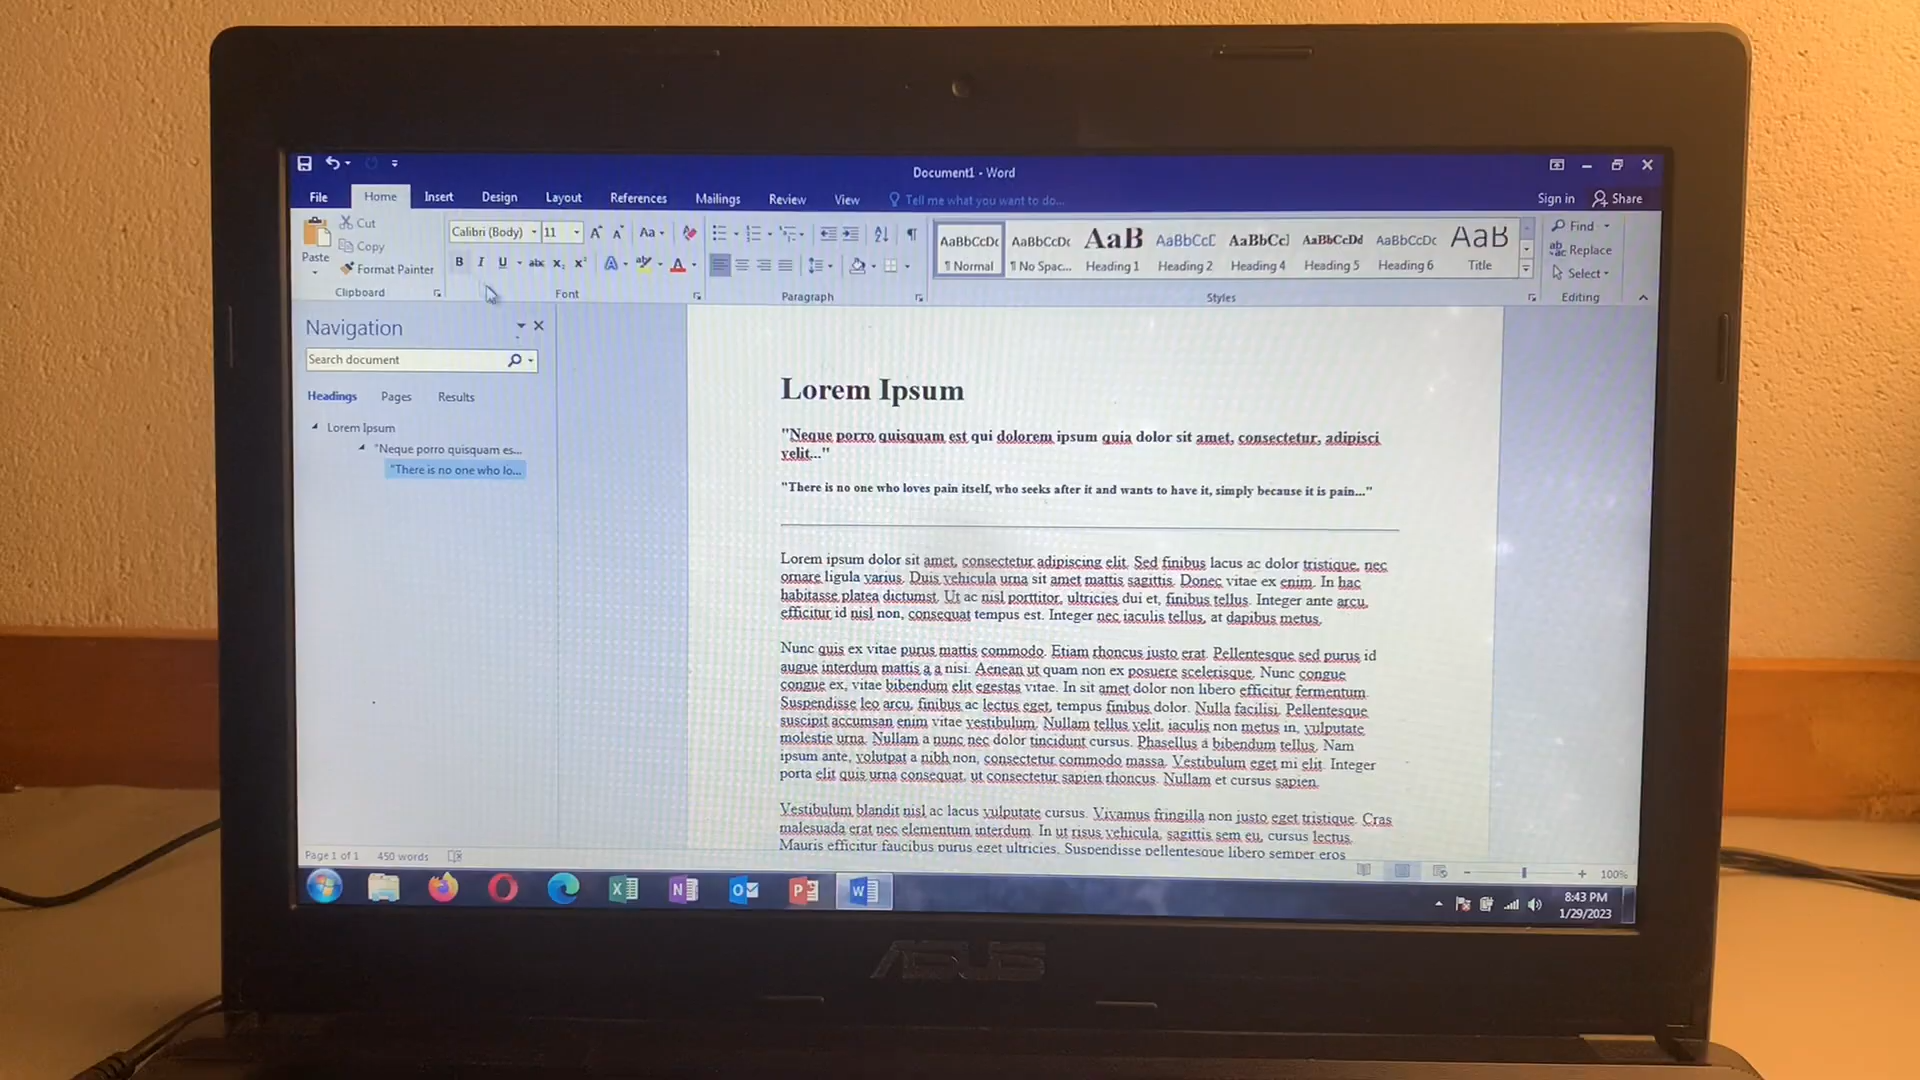 Document1 - Word
File Home Insert Design Layout References Mailings Review View Tell me what you want to do... Sign in Share
Paste Cut Copy Format Painter
Calibri (Body) 11 Aa
B I U abc x₂ x² A ab A
AaBbCcDc AaBbCcDc AaB AaBbCcC AaBbCcI AaBbCcDd AaBbCcDc AaB
¶ Normal ¶ No Spac... Heading 1 Heading 2 Heading 4 Heading 5 Heading 6 Title
Find
Replace
Select
Clipboard Font Paragraph Styles Editing
Navigation
Search document
Headings Pages Results
Lorem Ipsum
"Neque porro quisquam es...
"There is no one who lo...
Lorem Ipsum
"Neque porro quisquam est qui dolorem ipsum quia dolor sit amet, consectetur, adipisci
velit..."
"There is no one who loves pain itself, who seeks after it and wants to have it, simply because it is pain..."
Lorem ipsum dolor sit amet, consectetur adipiscing elit. Sed finibus lacus ac dolor tristique, nec
ornare ligula varius. Duis vehicula urna sit amet mattis sagittis. Donec vitae ex enim. In hac
habitasse platea dictumst. Ut ac nisl porttitor, ultricies dui et, finibus tellus. Integer ante arcu,
efficitur id nisl non, consequat tempus est. Integer nec iaculis tellus, at dapibus metus.
Nunc quis ex vitae purus mattis commodo. Etiam rhoncus justo erat. Pellentesque sed purus id
augue interdum mattis a a nisi. Aenean ut quam non ex posuere scelerisque. Nunc congue
congue ex, vitae bibendum elit egestas vitae. In sit amet dolor non libero efficitur fermentum.
Suspendisse leo arcu, finibus ac lectus eget, tempus finibus dolor. Nulla facilisi. Pellentesque
suscipit accumsan enim vitae vestibulum. Nullam tellus velit, iaculis non metus in, vulputate
molestie urna. Nullam a nunc nec dolor tincidunt cursus. Phasellus a bibendum tellus. Nam
ipsum ante, volutpat a nibh non, consectetur commodo massa. Vestibulum eget mi elit. Integer
porta elit quis urna consequat, ut consectetur sapien rhoncus. Nullam et cursus sapien.
Vestibulum blandit nisl ac lacus vulputate cursus. Vivamus fringilla non justo eget tristique. Cras
malesuada erat nec elementum interdum. In ut risus vehicula, sagittis sem eu, cursus lectus.
Mauris efficitur faucibus purus eget ultricies. Suspendisse pellentesque libero semper eros
Page 1 of 1 450 words 100%
8:43 PM
1/29/2023
ASUS